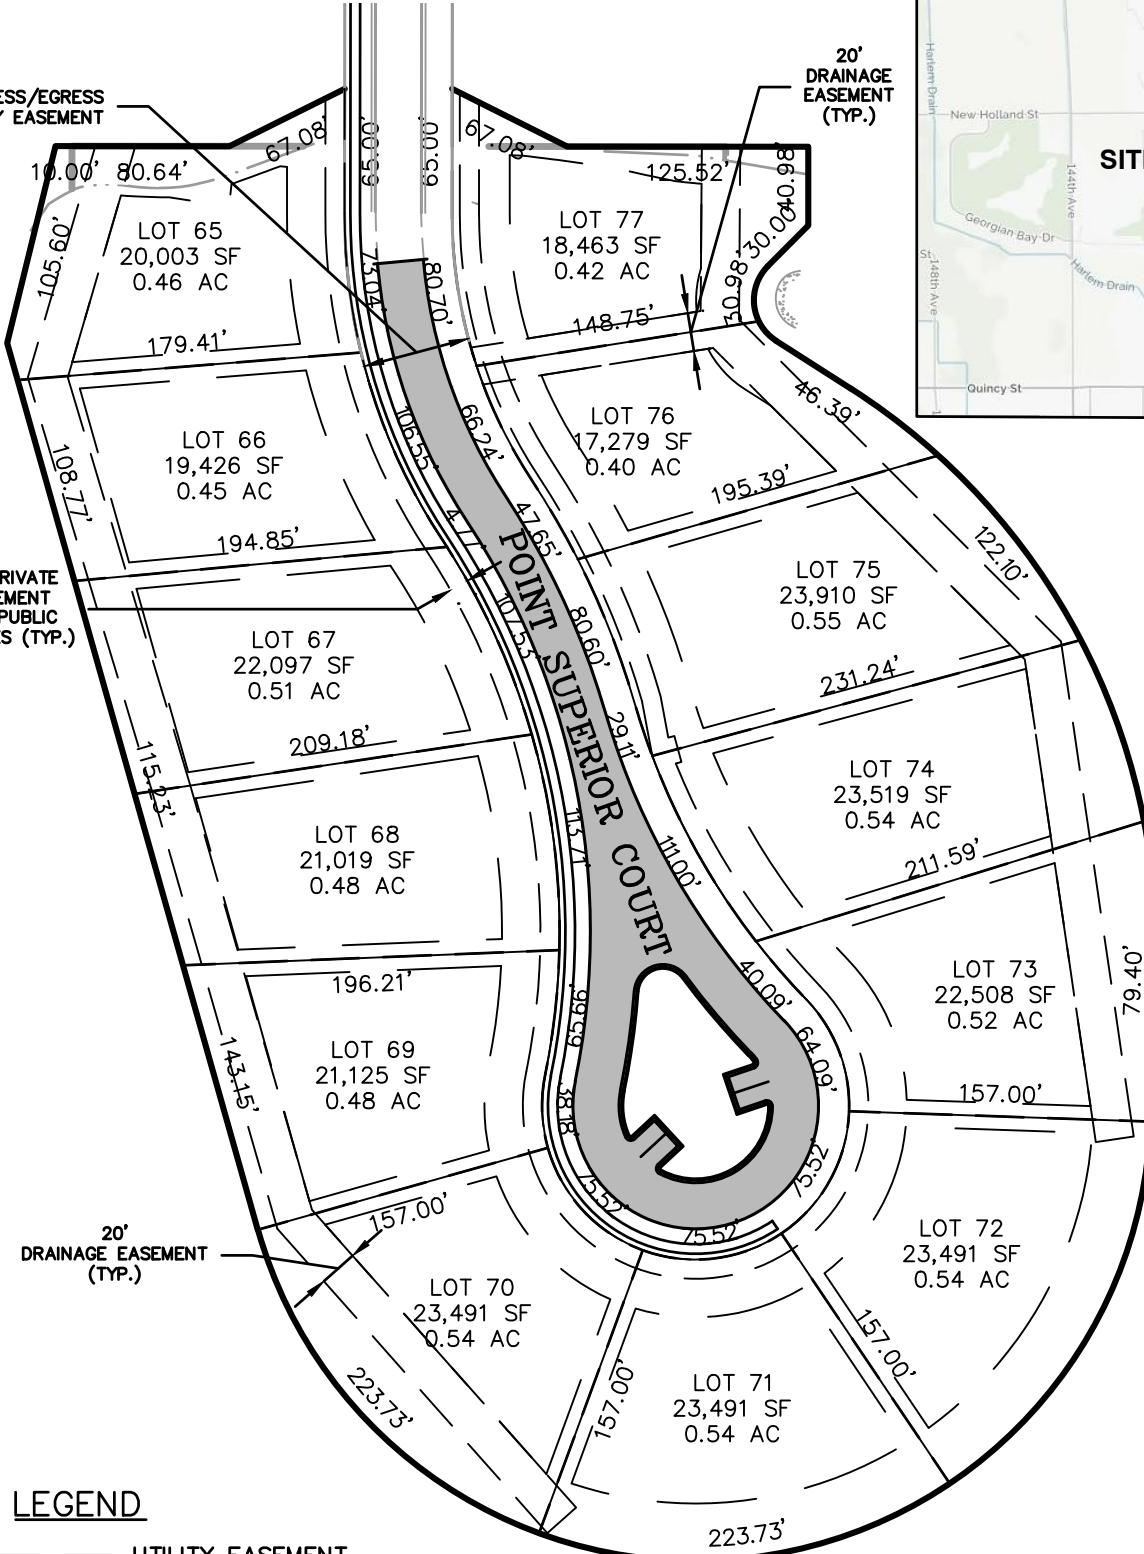 20'
DRAINAGE
EASEMENT
(TYP.)
ESS/EGRESS
EASEMENT
Harlem Drain
New Holland St
SIT
144th Ave
Georgian Bay Dr
St
148th Ave
Harlem Drain
Quincy St
67.08'
65.00'
65.00'
67.08'
10.00'
80.64'
125.52'
40.98'
30.00'
30.98'
105.60'
LOT 65
20,003 SF
0.46 AC
LOT 77
18,463 SF
0.42 AC
73.04'
80.70'
179.41'
148.75'
46.39'
LOT 66
19,426 SF
0.45 AC
106.55'
66.24'
LOT 76
17,279 SF
0.40 AC
108.77'
195.39'
194.85'
47.65'
122.10'
RIVATE
EMENT
PUBLIC
S (TYP.)
LOT 67
22,097 SF
0.51 AC
107.53'
80.60'
LOT 75
23,910 SF
0.55 AC
POINT SUPERIOR COURT
231.24'
209.18'
29.11'
115.23'
LOT 68
21,019 SF
0.48 AC
113.71'
111.00'
LOT 74
23,519 SF
0.54 AC
211.59'
196.21'
65.66'
40.09'
LOT 73
22,508 SF
0.52 AC
79.40'
143.15'
LOT 69
21,125 SF
0.48 AC
38.18'
64.09'
157.00'
75.52'
75.52'
75.52'
157.00'
20'
DRAINAGE EASEMENT
(TYP.)
LOT 72
23,491 SF
0.54 AC
LOT 70
23,491 SF
0.54 AC
223.73'
157.00'
157.00'
LOT 71
23,491 SF
0.54 AC
223.73'
LEGEND
UTILITY EASEMENT